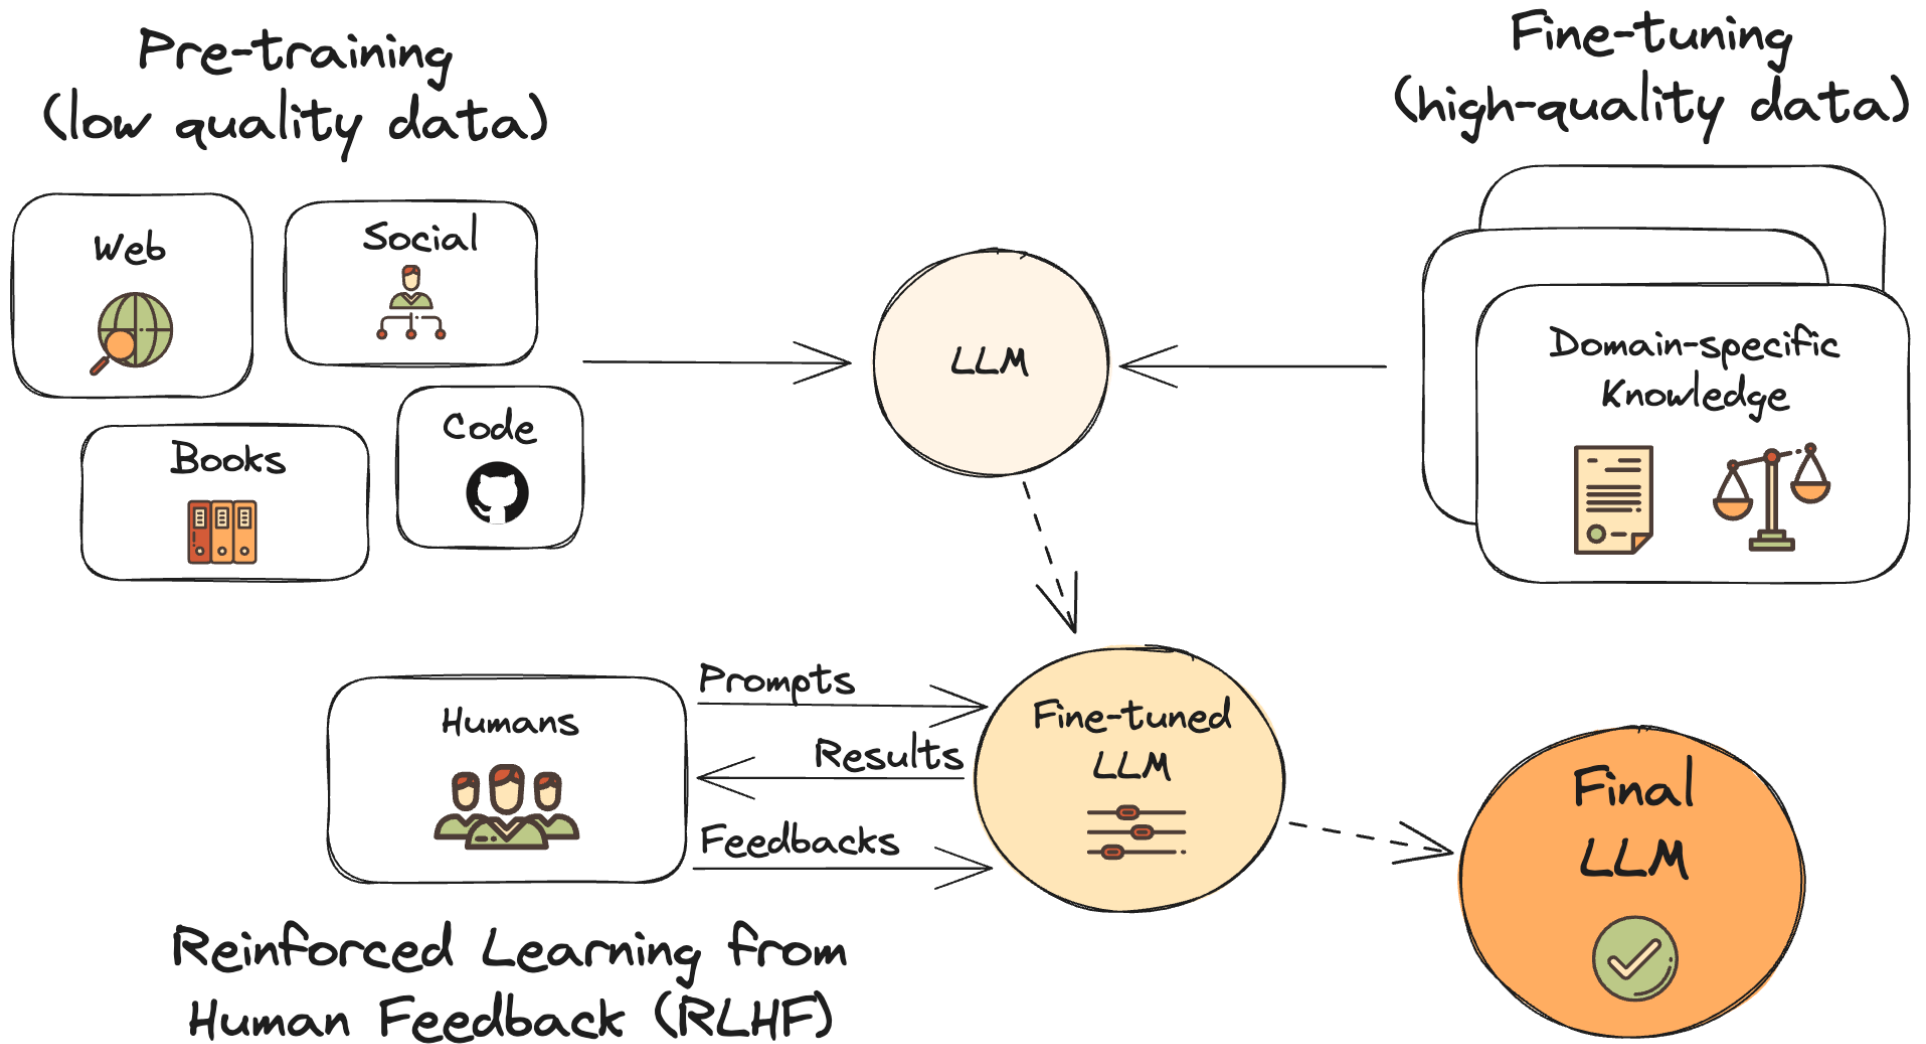 Pre-training
(low quality data)
Fine-tuning
(high-quality data)
Web
Social
Books
Code
LLM
Domain-specific
Knowledge
Humans
Prompts
Results
Feedbacks
Fine-tuned
LLM
Final
LLM
Reinforced Learning from
Human Feedback (RLHF)